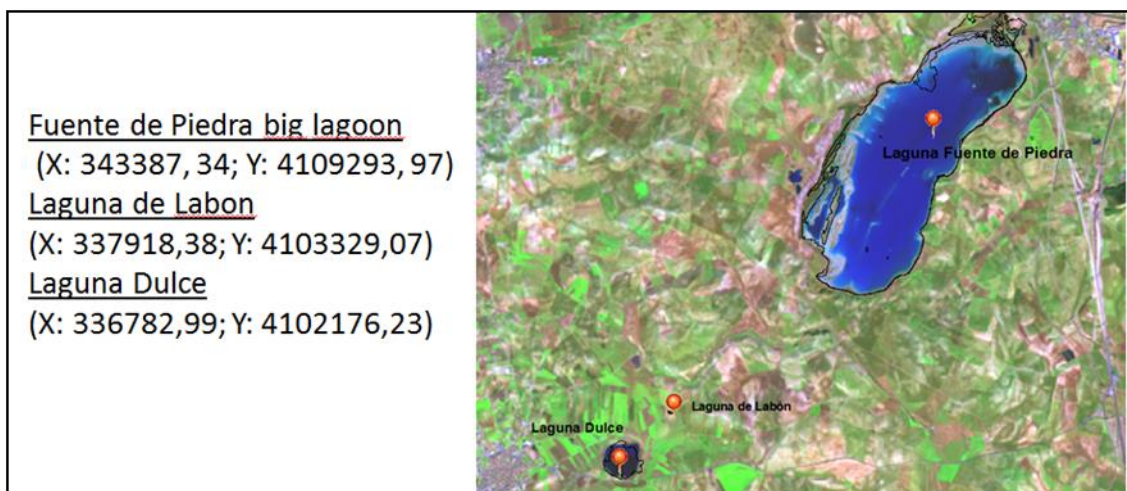 Fuente de Piedra big lagoon
(X: 343387, 34; Y: 4109293, 97)
Laguna de Labon
(X: 337918,38; Y: 4103329,07)
Laguna Dulce
(X: 336782,99; Y: 4102176,23)
Laguna Fuente de Piedra
Laguna de Labón
Laguna Dulce